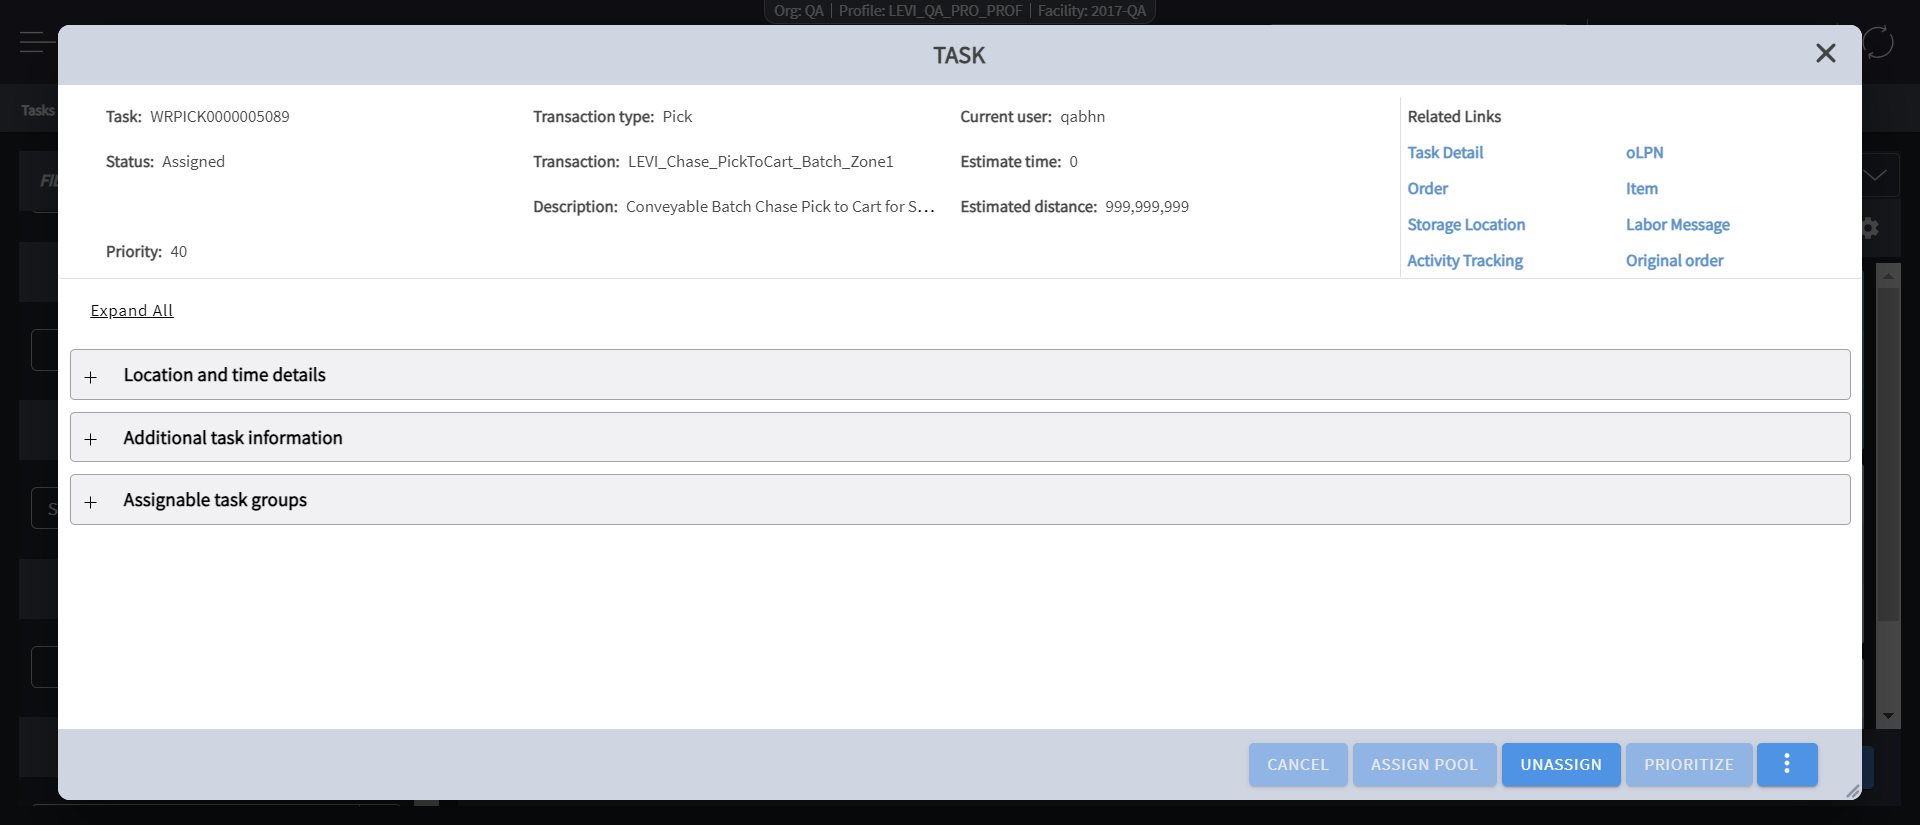 Org: QA | Profile: LEVI_QA_PRO_PROF | Facility: 2017-QA
TASK
Tasks
Task: WRPICK0000005089
Transaction type: Pick
Current user: qabhn
Status: Assigned
Transaction: LEVI_Chase_PickToCart_Batch_Zone1
Estimate time: 0
Description: Conveyable Batch Chase Pick to Cart for S...
Estimated distance: 999,999,999
Priority: 40
Related Links
Task Detail
oLPN
Order
Item
Storage Location
Labor Message
Activity Tracking
Original order
Expand All
+ Location and time details
+ Additional task information
+ Assignable task groups
CANCEL
ASSIGN POOL
UNASSIGN
PRIORITIZE